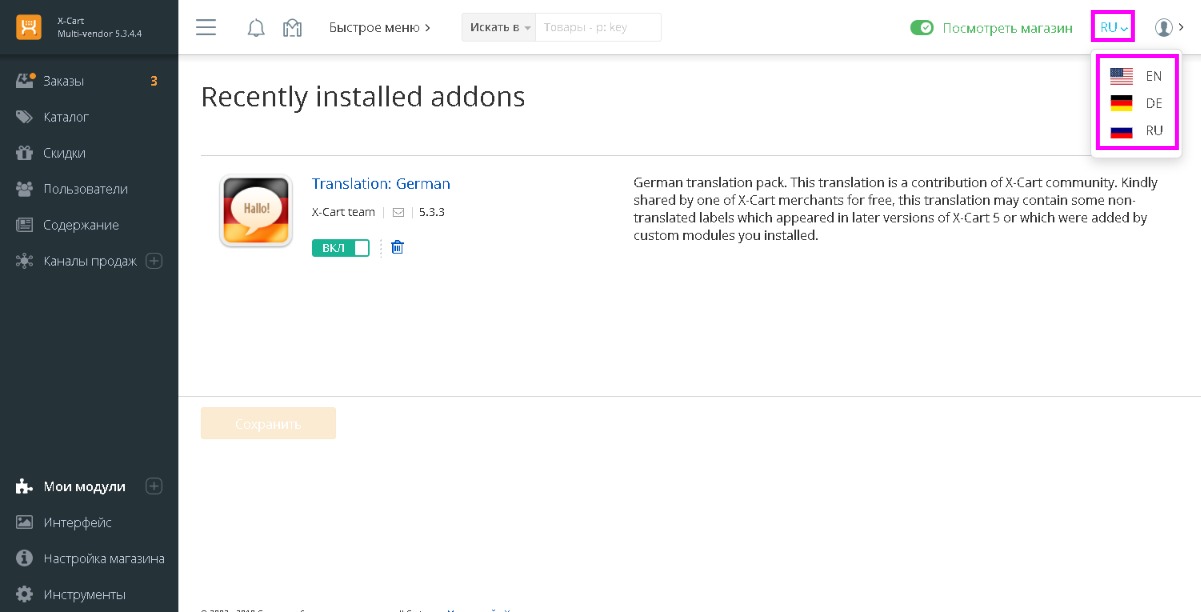 X-Cart
Multi-vendor 5.3.4.4
Быстрое меню
Искать в
Товары - p: key
Посмотреть магазин
RU
EN
DE
RU
Заказы
3
Каталог
Скидки
Пользователи
Содержание
Каналы продаж
Recently installed addons
Hallo!
Translation: German
X-Cart team
5.3.3
ВКЛ
German translation pack. This translation is a contribution of X-Cart community. Kindly
shared by one of X-Cart merchants for free, this translation may contain some non-
translated labels which appeared in later versions of X-Cart 5 or which were added by
custom modules you installed.
Сохранить
Мои модули
Интерфейс
Настройка магазина
Инструменты